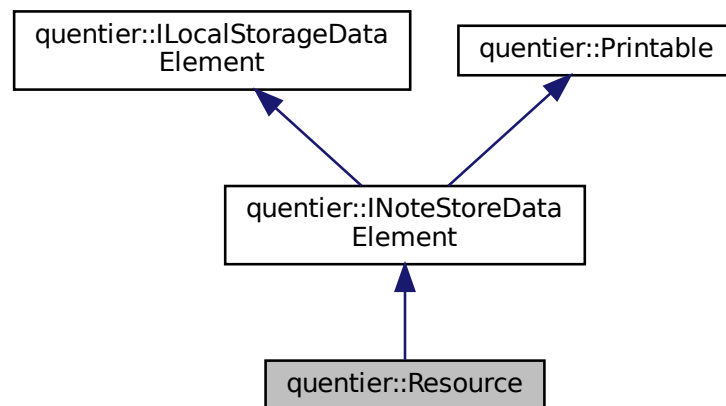 quentier::ILocalStorageData
Element
quentier::Printable
quentier::INoteStoreData
Element
quentier::Resource